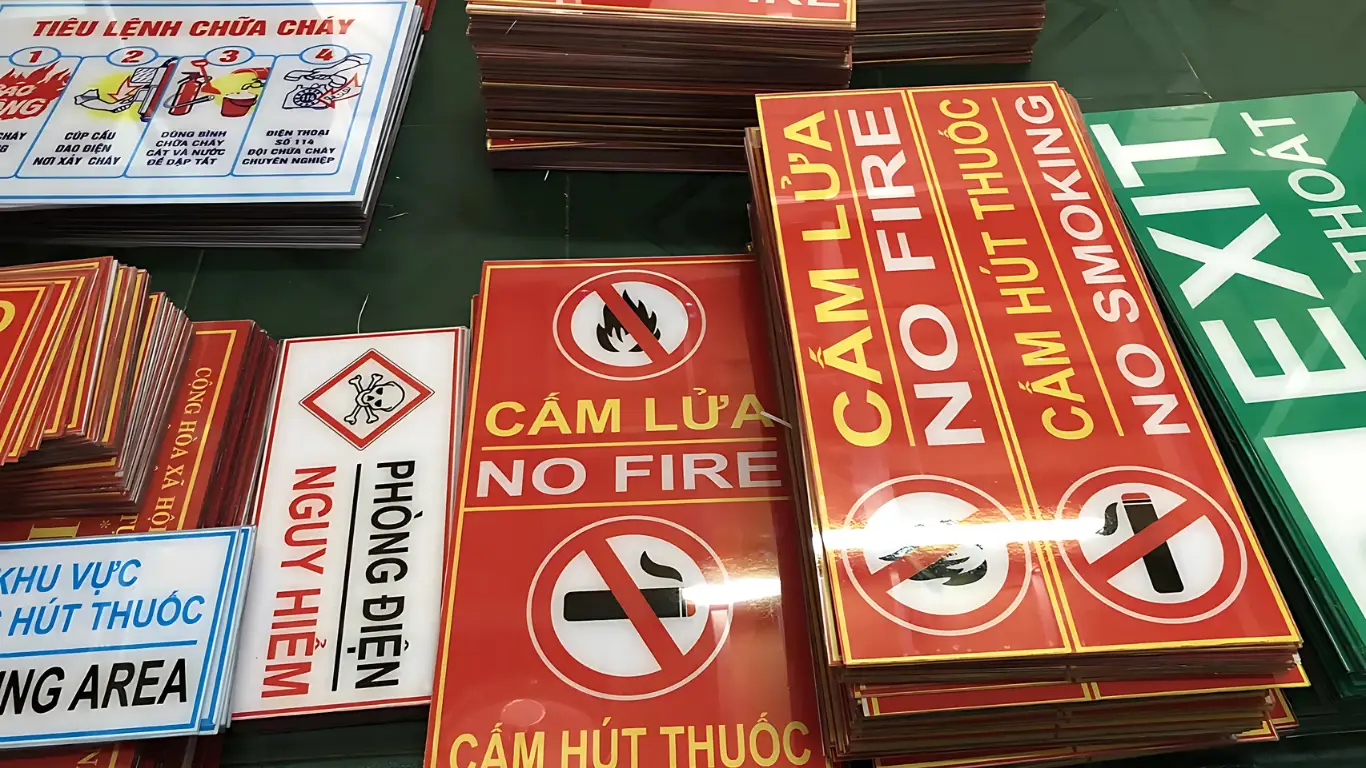 TIÊU LỆNH CHỮA CHÁY
1
2
3
4
CÚP CẦU
DAO ĐIỆN
NƠI XẢY CHÁY
DÙNG BÌNH
CHỮA CHÁY
CÁT VÀ NƯỚC
ĐỂ DẬP TẮT
ĐIỆN THOẠI
SỐ 114
ĐỘI CHỮA CHÁY
CHUYÊN NGHIỆP
FIRE
CẤM LỬA
NO FIRE
CẤM HÚT THUỐC
NO SMOKING
EXIT
THOÁT
CỘNG HÒA XÃ HỘ
KHU VỰC
HÚT THUỐC
NG AREA
PHÒNG ĐIỆN
NGUY HIỂM
CẤM LỬA
NO FIRE
CẤM HÚT THUỐC